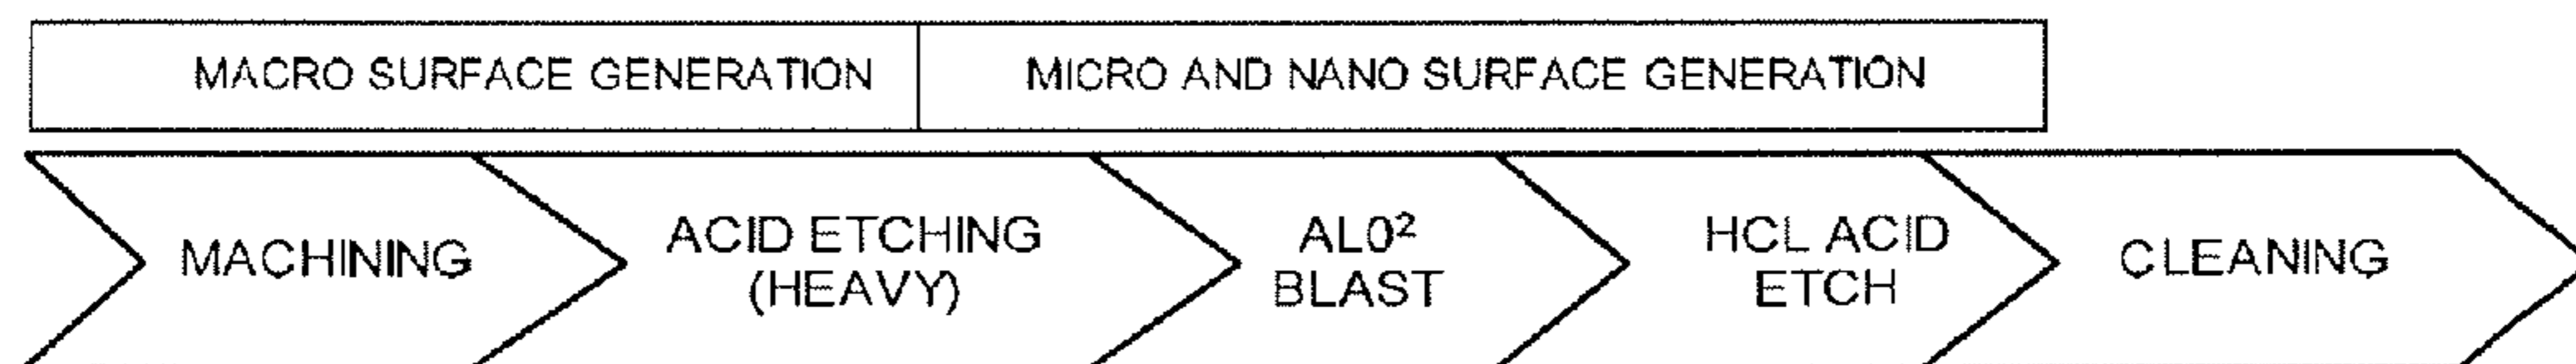 MACRO SURFACE GENERATION
MICRO AND NANO SURFACE GENERATION
MACHINING
ACID ETCHING
(HEAVY)
AL0²
BLAST
HCL ACID
ETCH
CLEANING